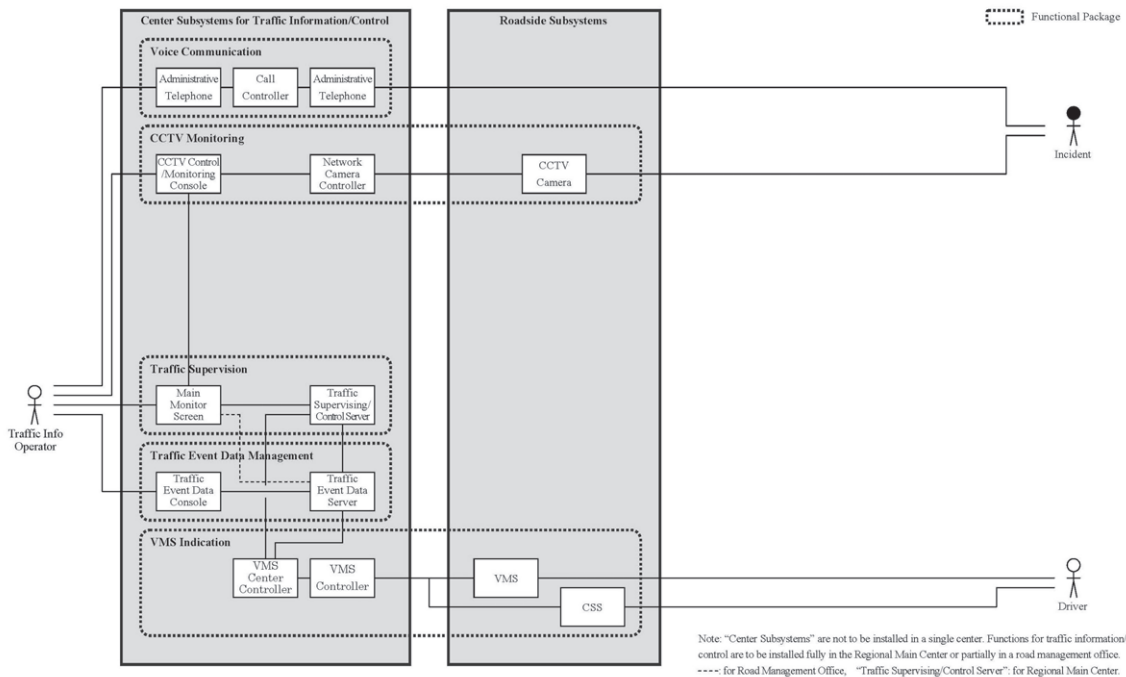 Center Subsystems for Traffic Information/Control
Roadside Subsystems
Functional Package
Voice Communication
Administrative
Telephone
Call
Controller
Administrative
Telephone
CCTV Monitoring
CCTV Control
/Monitoring
Console
Network
Camera
Controller
CCTV
Camera
Incident
Traffic Supervision
Main
Monitor
Screen
Traffic
Supervising/
Control Server
Traffic Info
Operator
Traffic Event Data Management
Traffic
Event Data
Console
Traffic
Event Data
Server
VMS Indication
VMS
Center
Controller
VMS
Controller
VMS
CSS
Driver
Note: “Center Subsystems” are not to be installed in a single center. Functions for traffic information/
control are to be installed fully in the Regional Main Center or partially in a road management office.
----: for Road Management Office, “Traffic Supervising/Control Server”: for Regional Main Center.